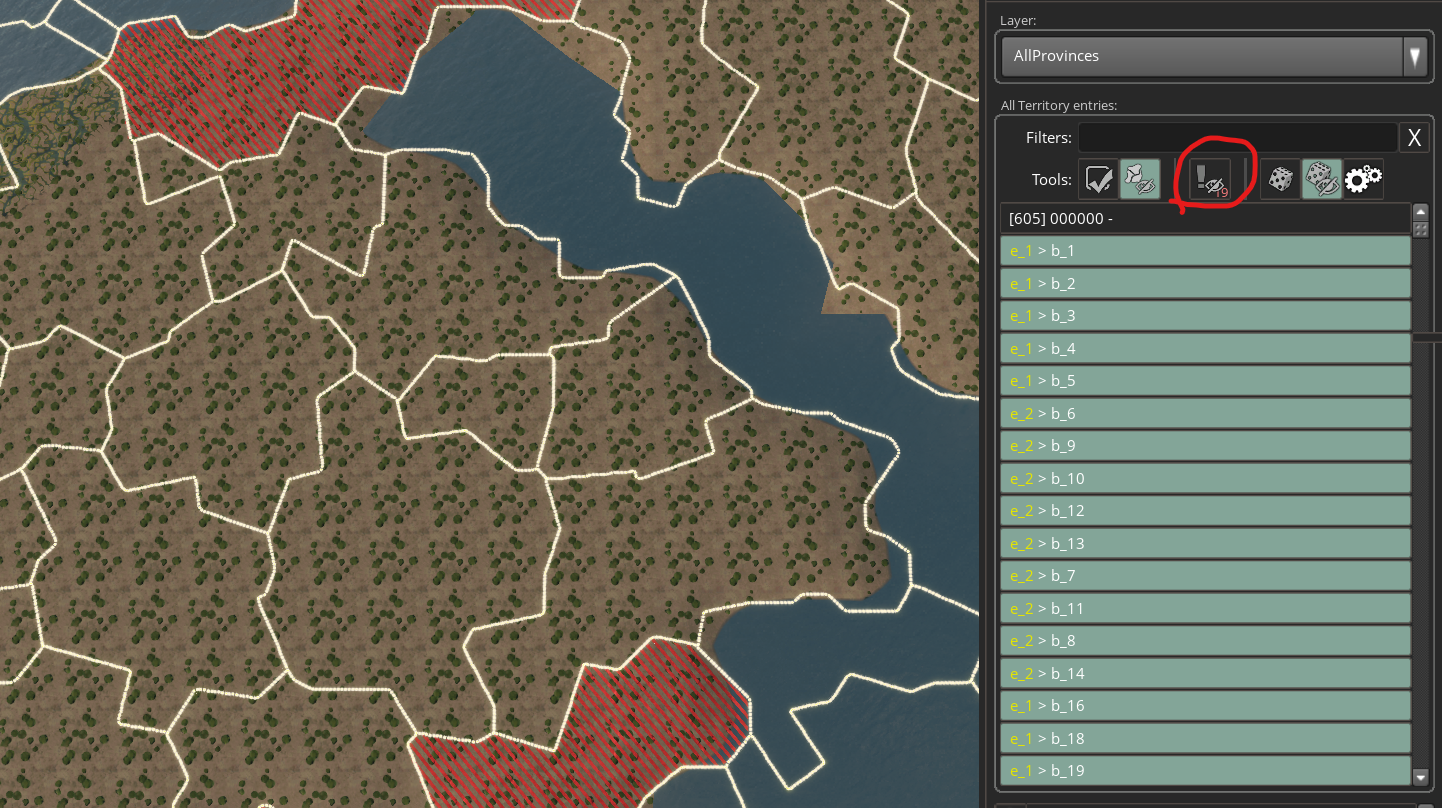 Layer:
AllProvinces
All Territory entries:
Filters:
X
Tools:
19
[605] 000000 -
e_1 > b_1
e_1 > b_2
e_1 > b_3
e_1 > b_4
e_1 > b_5
e_2 > b_6
e_2 > b_9
e_2 > b_10
e_2 > b_12
e_2 > b_13
e_2 > b_7
e_2 > b_11
e_2 > b_8
e_2 > b_14
e_1 > b_16
e_1 > b_18
e_1 > b_19